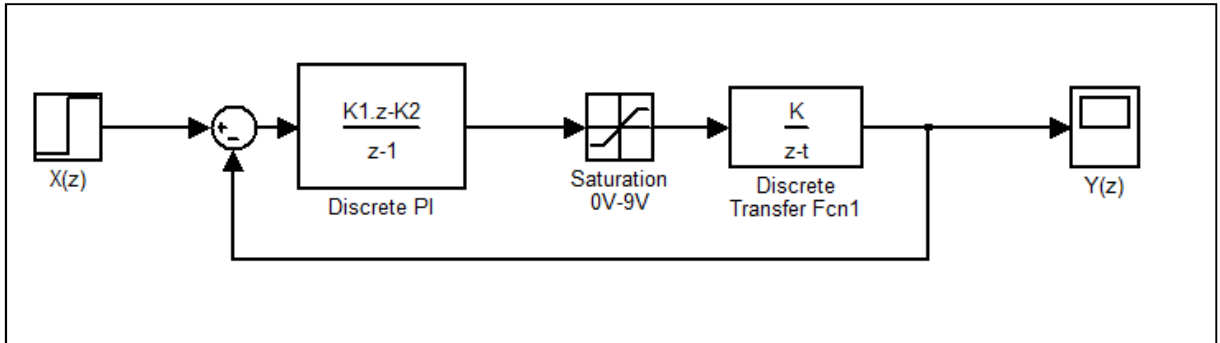 X(z)
+
-
K1.z-K2
z-1
Discrete PI
Saturation
0V-9V
K
z-t
Discrete
Transfer Fcn1
Y(z)